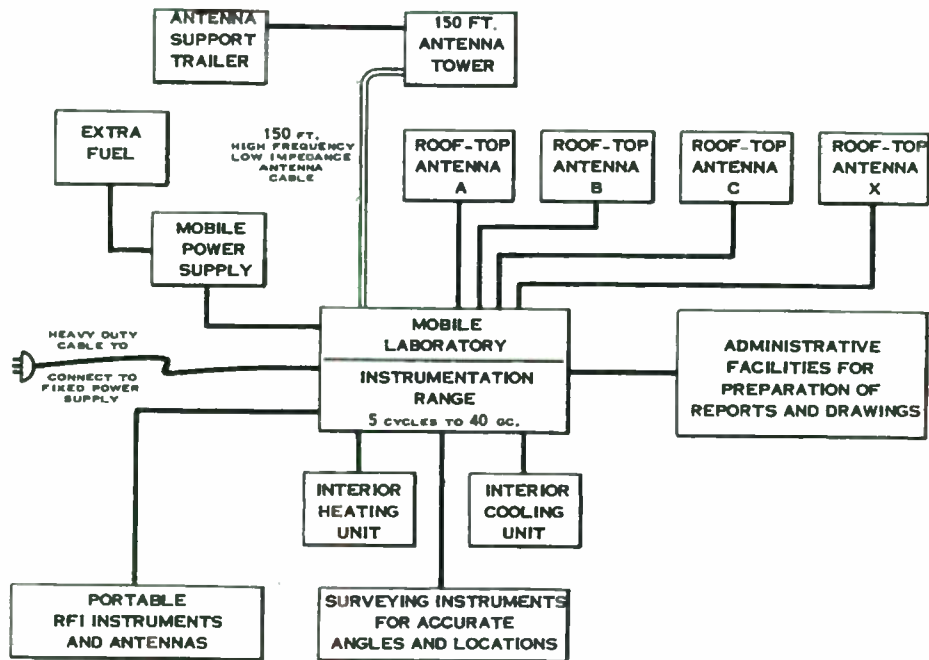 ANTENNA
SUPPORT
TRAILER
150 FT.
ANTENNA
TOWER
EXTRA
FUEL
150 FT.
HIGH FREQUENCY
LOW IMPEDANCE
ANTENNA
CABLE
ROOF-TOP
ANTENNA
A
ROOF-TOP
ANTENNA
B
ROOF-TOP
ANTENNA
C
ROOF-TOP
ANTENNA
X
MOBILE
POWER
SUPPLY
HEAVY DUTY
CABLE TO
CONNECT TO
FIXED POWER
SUPPLY
MOBILE
LABORATORY
INSTRUMENTATION
RANGE
5 CYCLES TO 40 GC.
ADMINISTRATIVE
FACILITIES FOR
PREPARATION OF
REPORTS AND DRAWINGS
INTERIOR
HEATING
UNIT
INTERIOR
COOLING
UNIT
PORTABLE
RFI INSTRUMENTS
AND ANTENNAS
SURVEYING INSTRUMENTS
FOR ACCURATE
ANGLES AND LOCATIONS